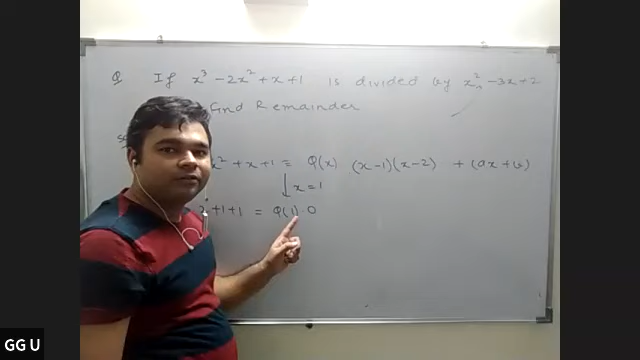 Q If x³ - 2x² + x + 1 is divided by x² - 3x + 2
Find Remainder
x² + x + 1 = Q(x) (x-1)(x-2) + (ax+b)
↓ x = 1
+1+1 = Q(1)·0
GG U